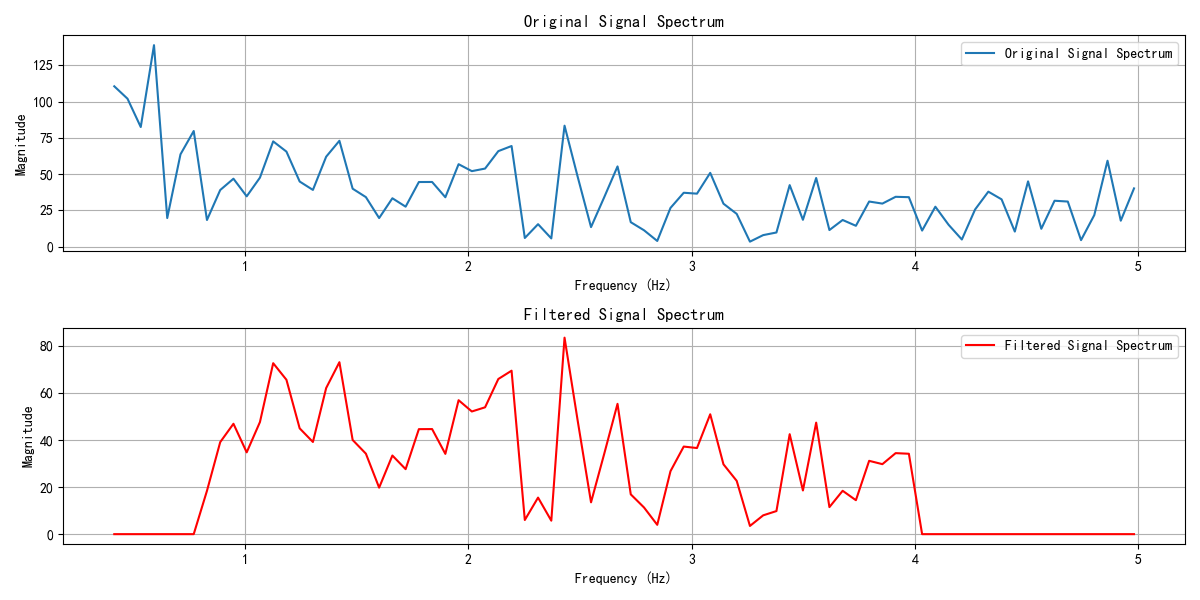 Original Signal Spectrum
Original Signal Spectrum
Magnitude
125
100
75
50
25
0
1 2 3 4 5
Frequency (Hz)
Filtered Signal Spectrum
Filtered Signal Spectrum
Magnitude
80
60
40
20
0
1 2 3 4 5
Frequency (Hz)